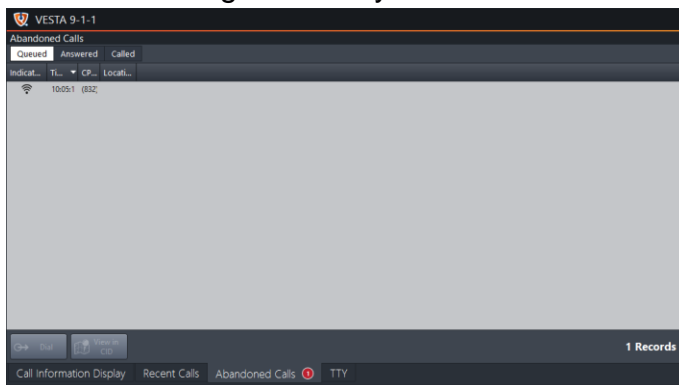 VESTA 9-1-1
Abandoned Calls
Queued Answered Called
Indicat... Ti... CP... Locati...
10:05:1 (832)
Dial View in CID 1 Records
Call Information Display Recent Calls Abandoned Calls 1 TTY